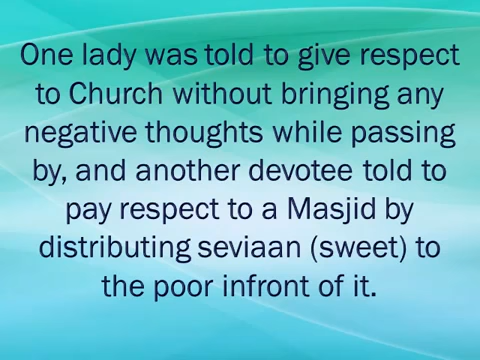 One lady was told to give respect
to Church without bringing any
negative thoughts while passing
by, and another devotee told to
pay respect to a Masjid by
distributing seviaan (sweet) to
the poor infront of it.